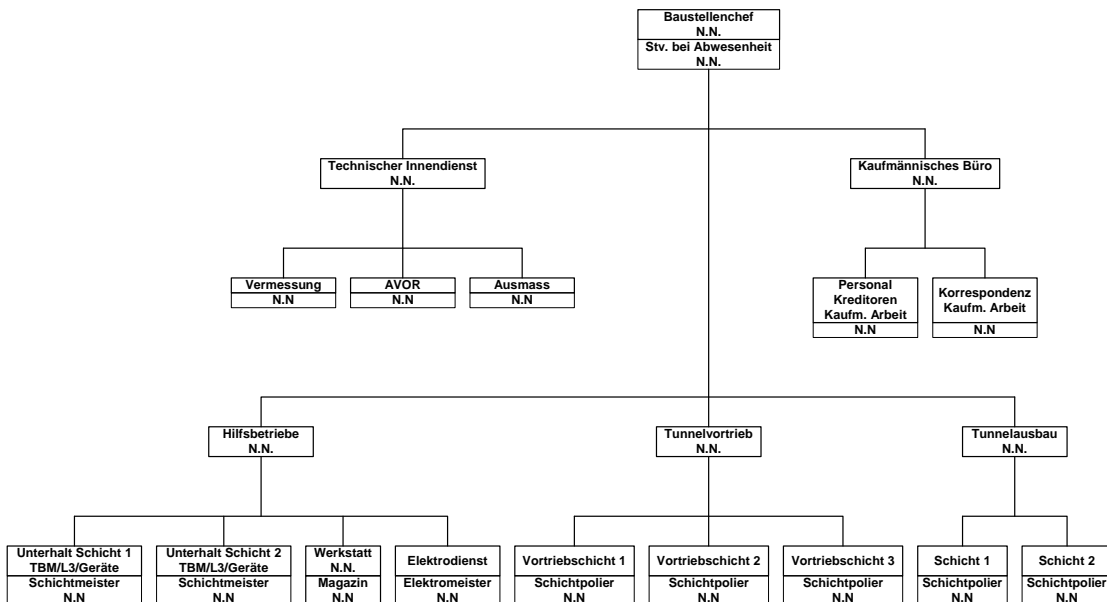 Baustellenchef
N.N.
Stv. bei Abwesenheit
N.N.
Technischer Innendienst
N.N.
Kaufmännisches Büro
N.N.
Vermessung
N.N
AVOR
N.N
Ausmass
N.N
Personal
Kreditoren
Kaufm. Arbeit
N.N
Korrespondenz
Kaufm. Arbeit
N.N
Hilfsbetriebe
N.N.
Tunnelvortrieb
N.N.
Tunnelausbau
N.N.
Unterhalt Schicht 1
TBM/L3/Geräte
Schichtmeister
N.N
Unterhalt Schicht 2
TBM/L3/Geräte
Schichtmeister
N.N
Werkstatt
N.N.
Magazin
N.N
Elektrodienst
Elektromeister
N.N
Vortriebschicht 1
Schichtpolier
N.N
Vortriebschicht 2
Schichtpolier
N.N
Vortriebschicht 3
Schichtpolier
N.N
Schicht 1
Schichtpolier
N.N
Schicht 2
Schichtpolier
N.N